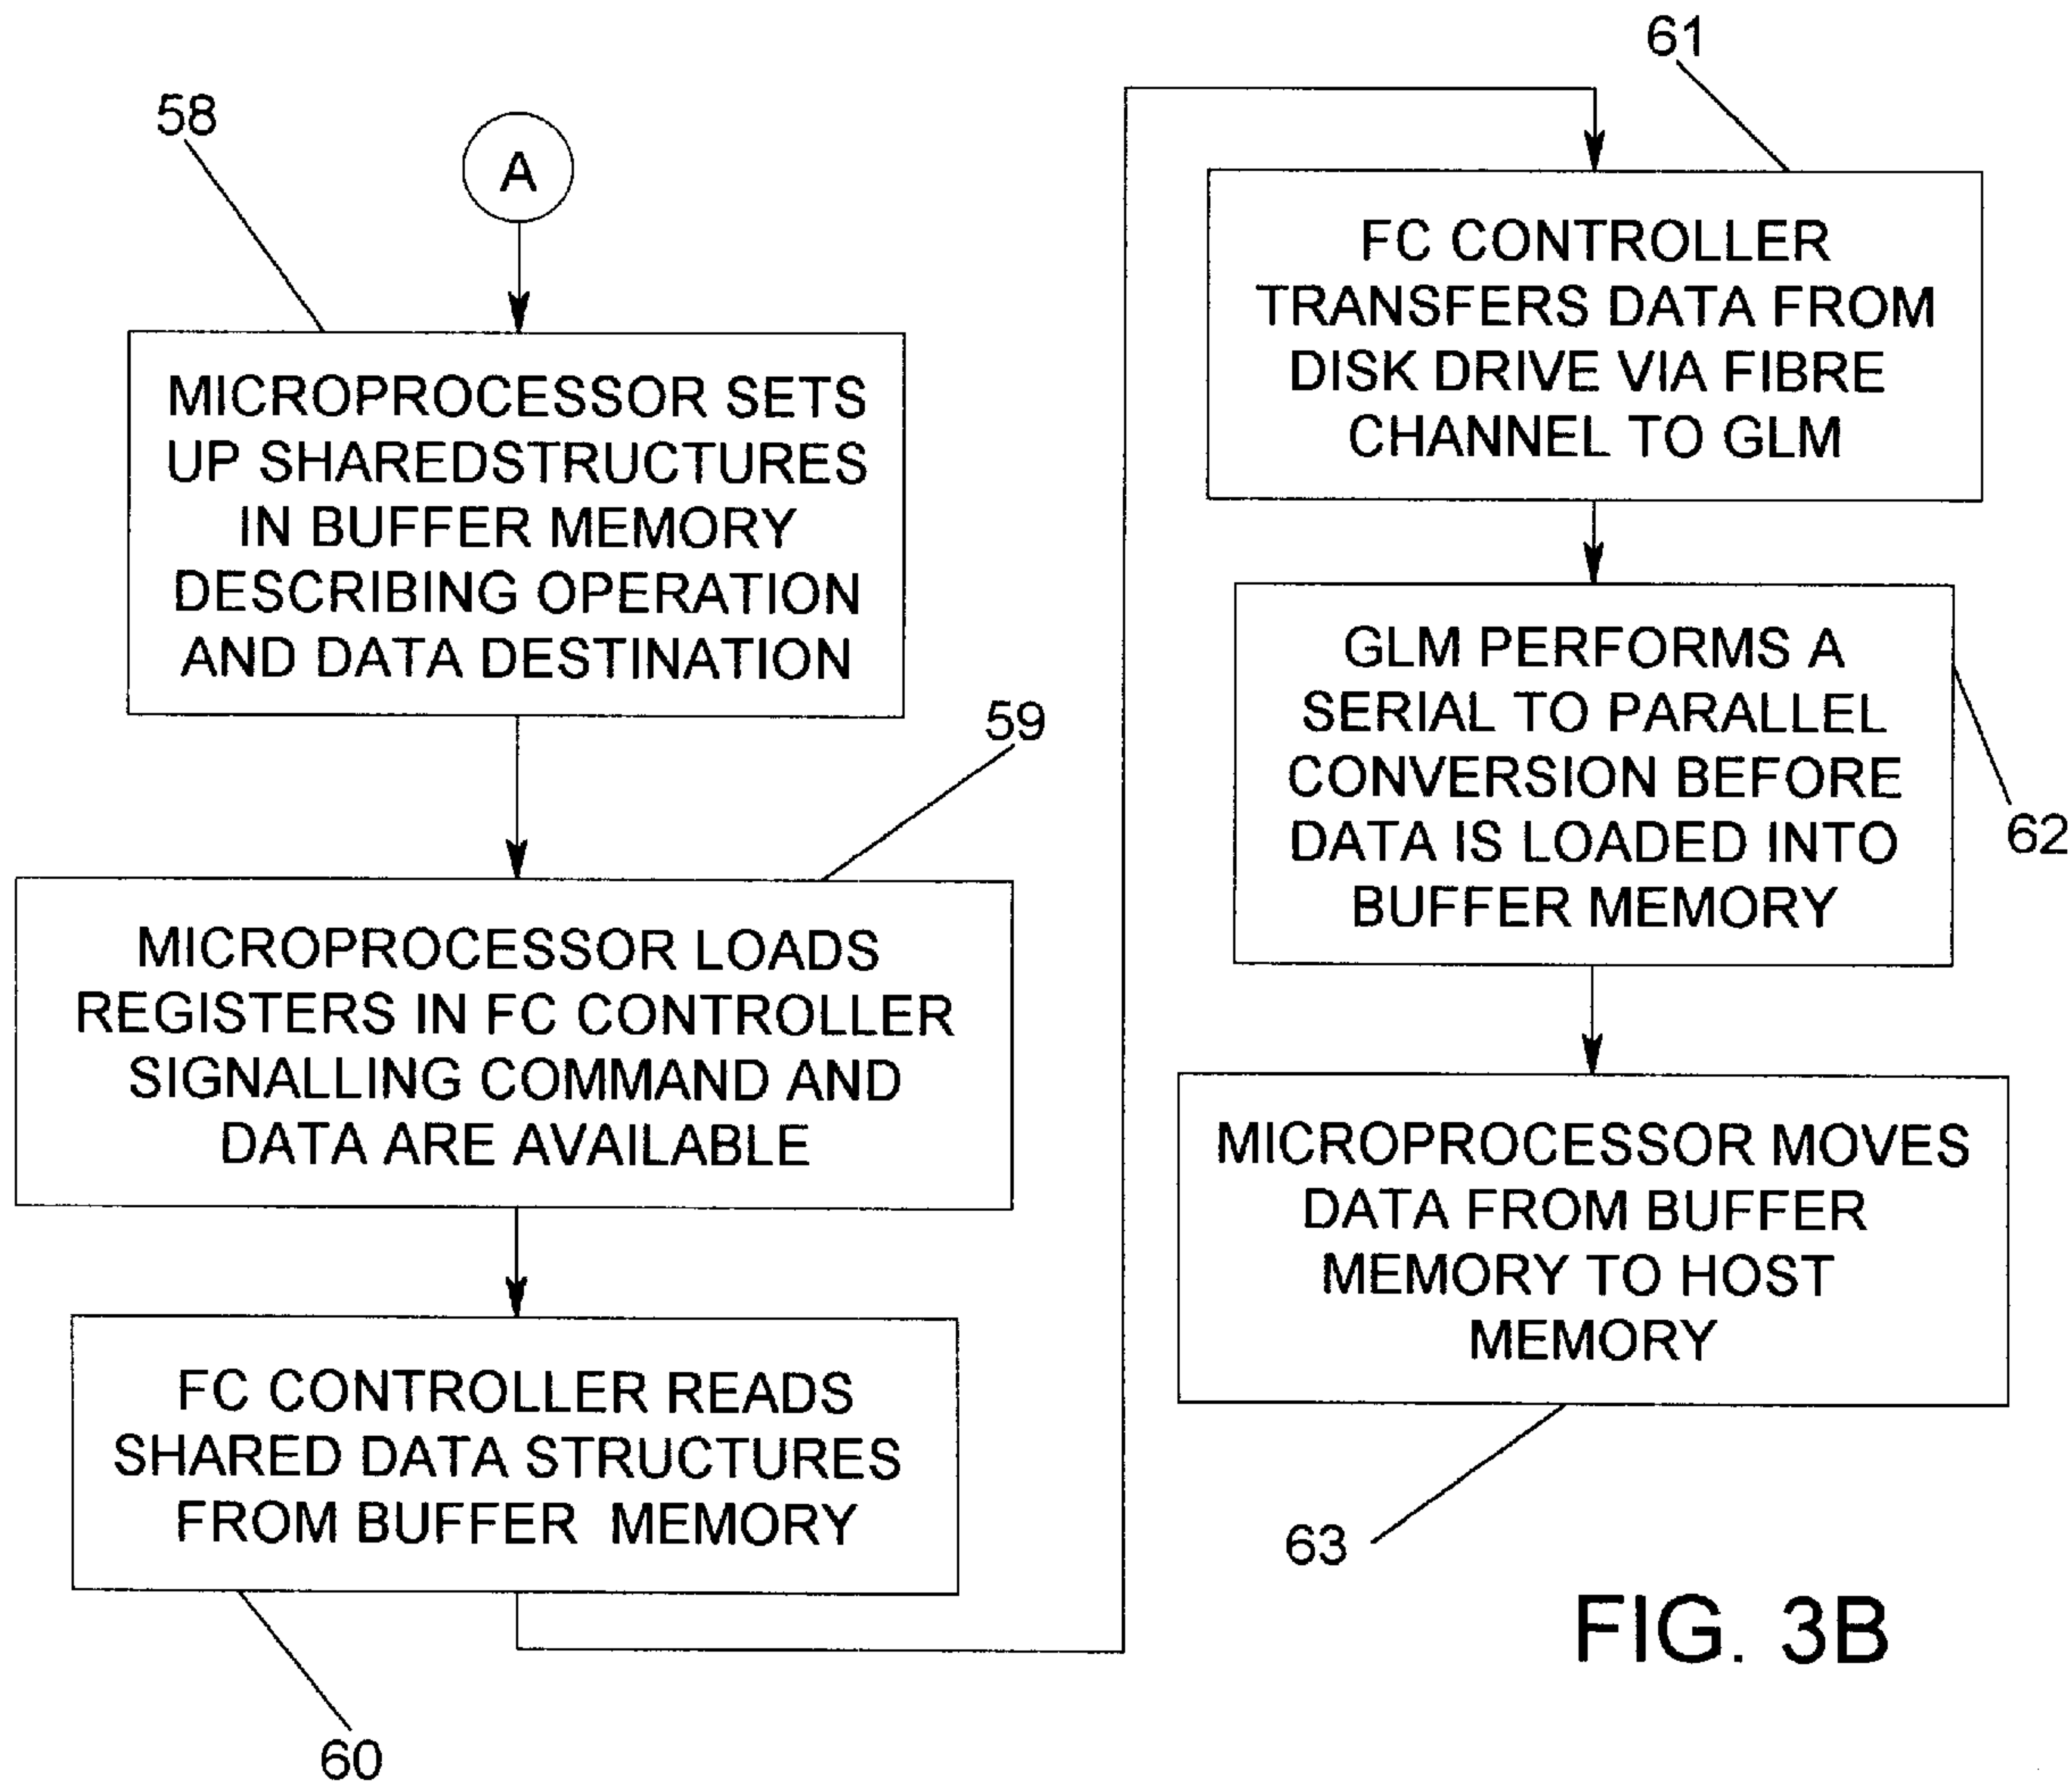 58
A
MICROPROCESSOR SETS
UP SHAREDSTRUCTURES
IN BUFFER MEMORY
DESCRIBING OPERATION
AND DATA DESTINATION
59
MICROPROCESSOR LOADS
REGISTERS IN FC CONTROLLER
SIGNALLING COMMAND AND
DATA ARE AVAILABLE
FC CONTROLLER READS
SHARED DATA STRUCTURES
FROM BUFFER MEMORY
60
61
FC CONTROLLER
TRANSFERS DATA FROM
DISK DRIVE VIA FIBRE
CHANNEL TO GLM
GLM PERFORMS A
SERIAL TO PARALLEL
CONVERSION BEFORE
DATA IS LOADED INTO
BUFFER MEMORY
62
MICROPROCESSOR MOVES
DATA FROM BUFFER
MEMORY TO HOST
MEMORY
63
FIG. 3B